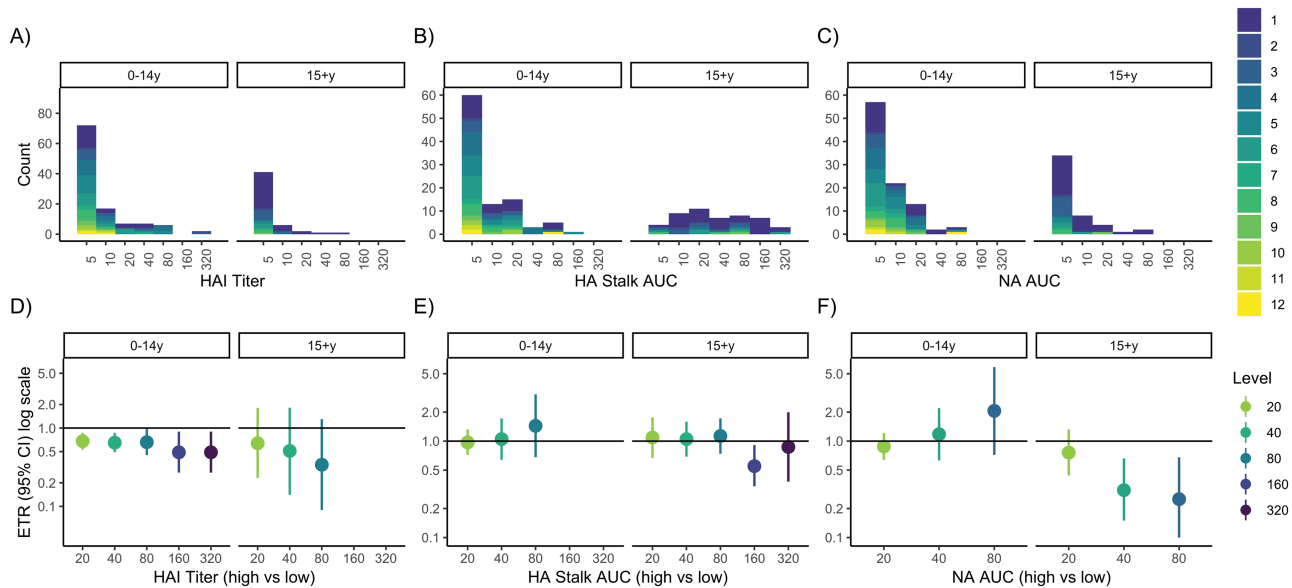 A)
B)
C)
0-14y
15+y
0-14y
15+y
0-14y
15+y
Count
80
60
40
20
0
60
50
40
30
20
10
0
60
50
40
30
20
10
0
5 10 20 40 80 160 320
5 10 20 40 80 160 320
5 10 20 40 80 160 320
5 10 20 40 80 160 320
5 10 20 40 80 160 320
5 10 20 40 80 160 320
HAI Titer
HA Stalk AUC
NA AUC
1
2
3
4
5
6
7
8
9
10
11
12
D)
E)
F)
0-14y
15+y
0-14y
15+y
0-14y
15+y
ETR (95% CI) log scale
5.0
2.0
1.0
0.5
0.2
0.1
5.0
2.0
1.0
0.5
0.2
0.1
5.0
2.0
1.0
0.5
0.2
0.1
20 40 80 160 320
20 40 80 160 320
20 40 80 160 320
20 40 80 160 320
20 40 80
20 40 80
HAI Titer (high vs low)
HA Stalk AUC (high vs low)
NA AUC (high vs low)
Level
20
40
80
160
320